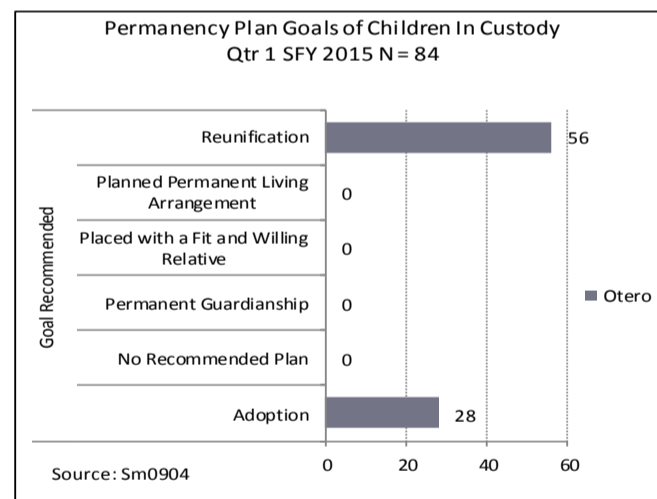 Permanency Plan Goals of Children In Custody
Qtr 1 SFY 2015 N = 84
Goal Recommended
Reunification
56
Planned Permanent Living
Arrangement
0
Placed with a Fit and Willing
Relative
0
Permanent Guardianship
0
No Recommended Plan
0
Adoption
28
Otero
0 20 40 60
Source: Sm0904